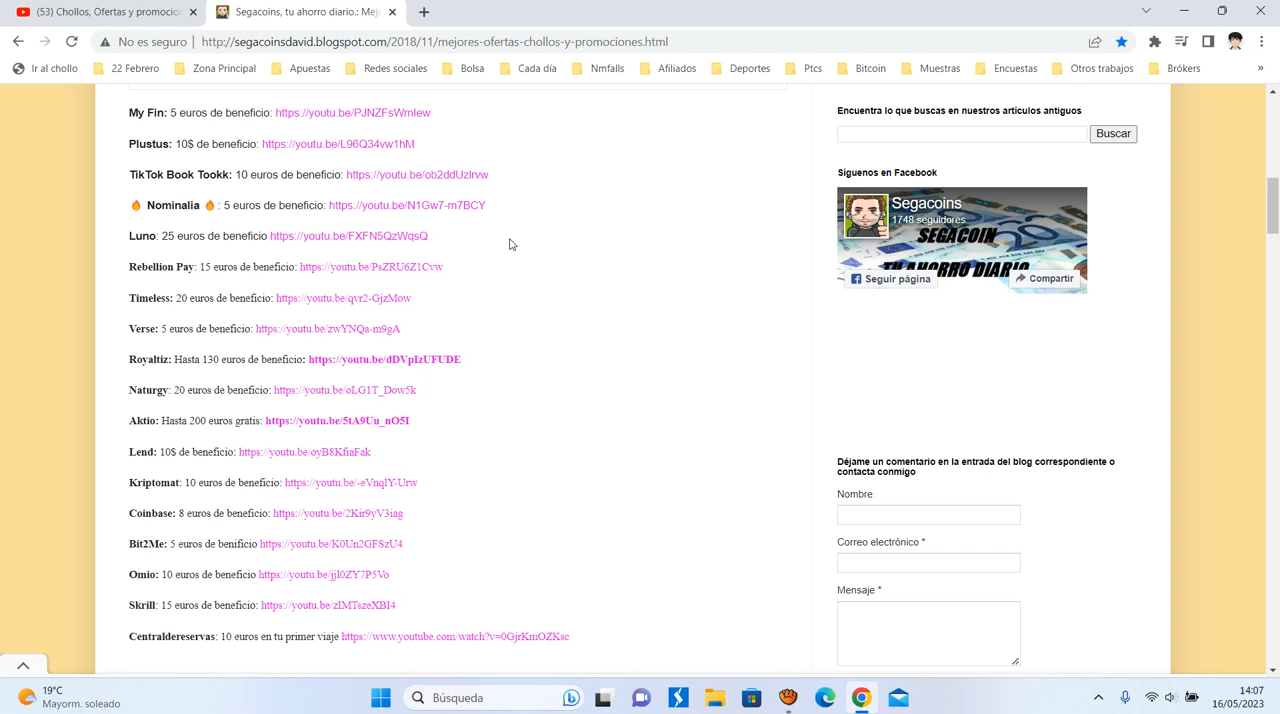 (53) Chollos, Ofertas y promocion
Segacoins, tu ahorro diario.: Mejo
No es seguro | http://segacoinsdavid.blogspot.com/2018/11/mejores-ofertas-chollos-y-promociones.html
Ir al chollo 22 Febrero Zona Principal Apuestas Redes sociales Bolsa Cada día Nmfalls Afiliados Deportes Ptcs Bitcoin Muestras Encuestas Otros trabajos Brókers »
My Fin: 5 euros de beneficio: https://youtu.be/PJNZFsWmIew
Plustus: 10$ de beneficio: https://youtu.be/L96Q34vw1hM
TikTok Book Tookk: 10 euros de beneficio: https://youtu.be/ob2ddUzIrvw
Nominalia : 5 euros de beneficio: https://youtu.be/N1Gw7-m7BCY
Luno: 25 euros de beneficio https://youtu.be/FXFN5QzWqsQ
Rebellion Pay: 15 euros de beneficio: https://youtu.be/PsZRU6Z1Cvw
Timeless: 20 euros de beneficio: https://youtu.be/qvr2-GjzMow
Verse: 5 euros de beneficio: https://youtu.be/zwYNQa-m9gA
Royaltiz: Hasta 130 euros de beneficio: https://youtu.be/dDVpIzUFUDE
Naturgy: 20 euros de beneficio: https://youtu.be/oLG1T_Dow5k
Aktio: Hasta 200 euros gratis: https://youtu.be/5tA9Uu_nO5I
Lend: 10$ de beneficio: https://youtu.be/oyB8KfiaFak
Kriptomat: 10 euros de beneficio: https://youtu.be/-eVnqlY-Urw
Coinbase: 8 euros de beneficio: https://youtu.be/2Kir9yV3iag
Bit2Me: 5 euros de benificio https://youtu.be/K0Un2GFSzU4
Omio: 10 euros de beneficio https://youtu.be/jjl0ZY7P5Vo
Skrill: 15 euros de beneficio: https://youtu.be/zIMTszeXBI4
Centraldereservas: 10 euros en tu primer viaje https://www.youtube.com/watch?v=0GjrKmOZKsc
Encuentra lo que buscas en nuestros artículos antiguos
Buscar
Síguenos en Facebook
Segacoins
1748 seguidores
SEGACOIN
TU AHORRO DIARIO
Seguir página
Compartir
Déjame un comentario en la entrada del blog correspondiente o
contacta conmigo
Nombre
Correo electrónico *
Mensaje *
19°C
Mayorm. soleado
Búsqueda
14:07
16/05/2023